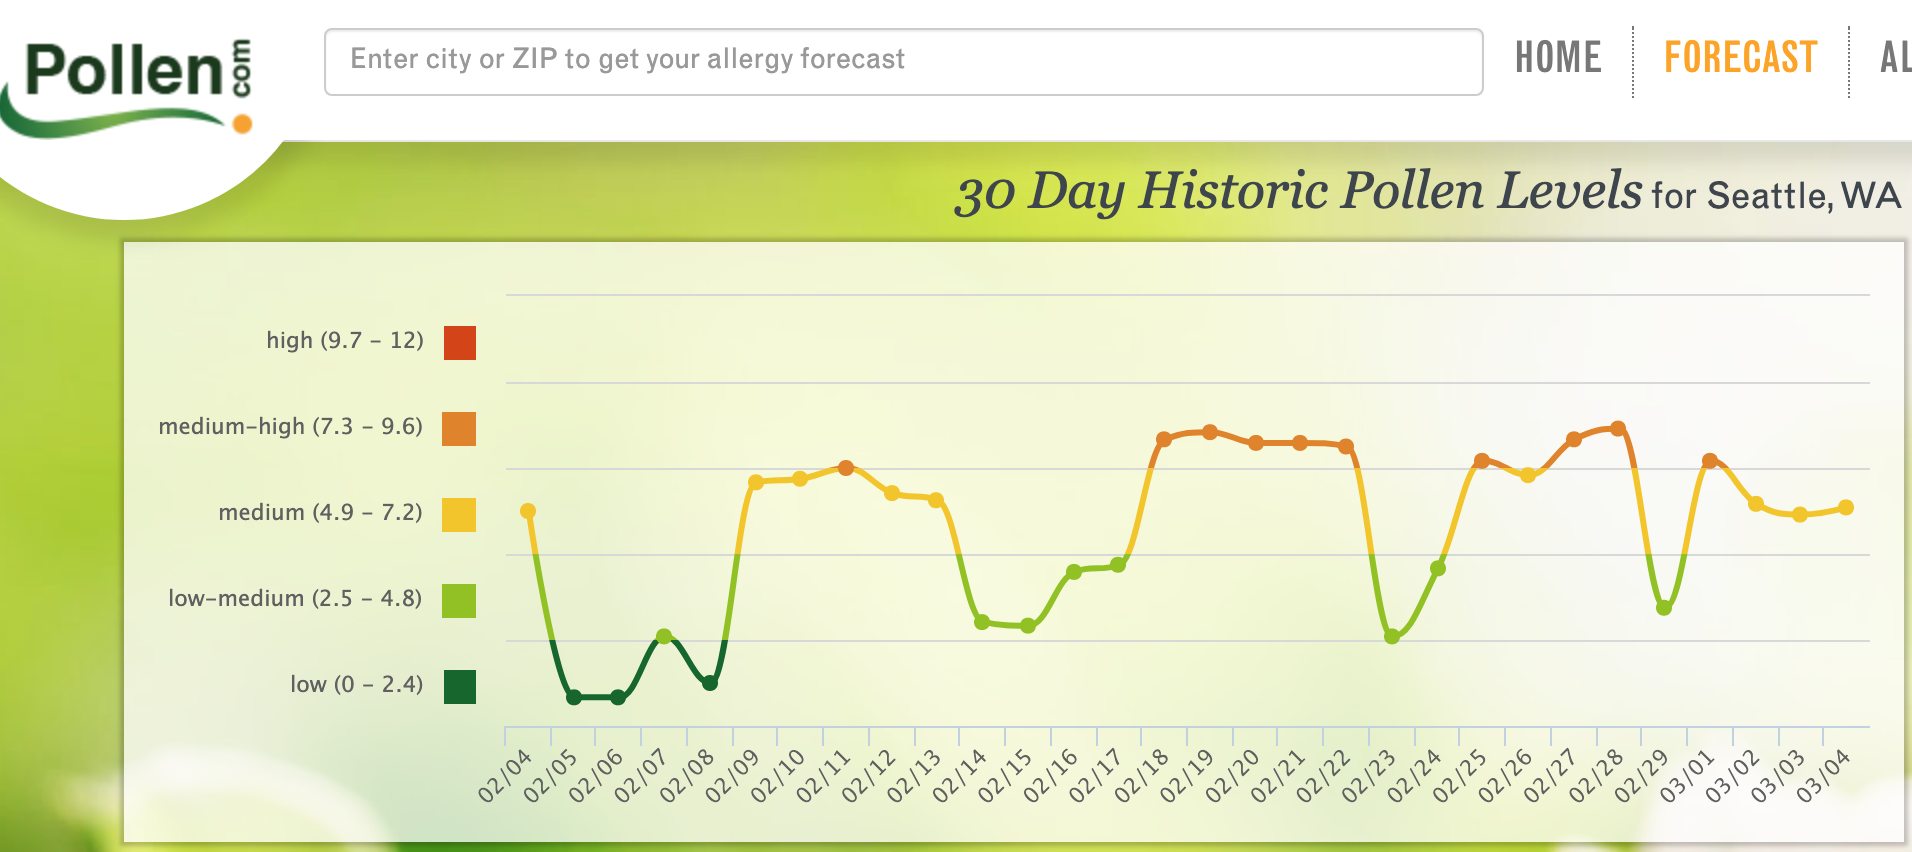 Pollen.com
Enter city or ZIP to get your allergy forecast
HOME
FORECAST
AL
30 Day Historic Pollen Levels for Seattle, WA
high (9.7 – 12)
medium–high (7.3 – 9.6)
medium (4.9 – 7.2)
low–medium (2.5 – 4.8)
low (0 – 2.4)
02/04 02/05 02/06 02/07 02/08 02/09 02/10 02/11 02/12 02/13 02/14 02/15 02/16 02/17 02/18 02/19 02/20 02/21 02/22 02/23 02/24 02/25 02/26 02/27 02/28 02/29 03/01 03/02 03/03 03/04